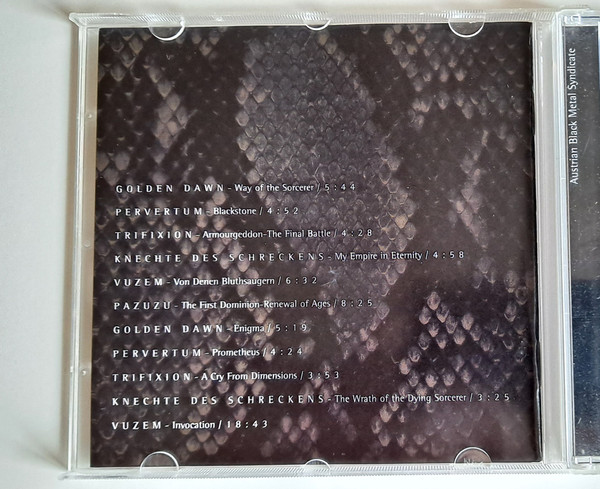 GOLDEN DAWN - Way of the Sorcerer / 5:44
PERVERTUM - Blackstone / 4:52
TRIFIXION - Armourgeddon-The Final Battle / 4:28
KNECHTE DES SCHRECKENS - My Empire in Eternity / 4:58
VUZEM - Von Denen Bluthsaugern / 6:32
PAZUZU - The First Dominion-Renewal of Ages / 8:25
GOLDEN DAWN - Enigma / 5:19
PERVERTUM - Prometheus / 4:24
TRIFIXION - A Cry From Dimensions / 3:53
KNECHTE DES SCHRECKENS - The Wrath of the Dying Sorcerer / 3:25
VUZEM - Invocation / 18:43
Austrian Black Metal Syndicate